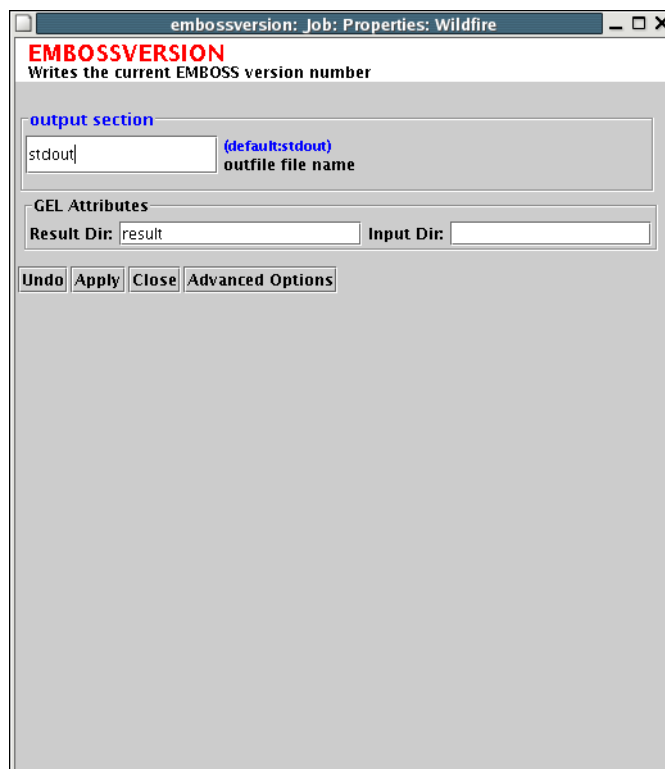 embossversion: Job: Properties: Wildfire
EMBOSSVERSION
Writes the current EMBOSS version number
output section
stdout
(default:stdout)
outfile file name
GEL Attributes
Result Dir: result Input Dir:
Undo Apply Close Advanced Options